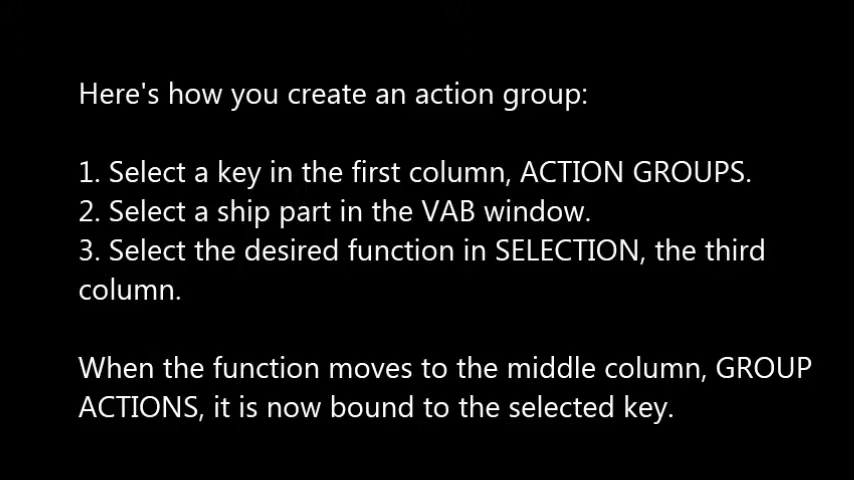 Here's how you create an action group:
1. Select a key in the first column, ACTION GROUPS.
2. Select a ship part in the VAB window.
3. Select the desired function in SELECTION, the third
column.
When the function moves to the middle column, GROUP
ACTIONS, it is now bound to the selected key.